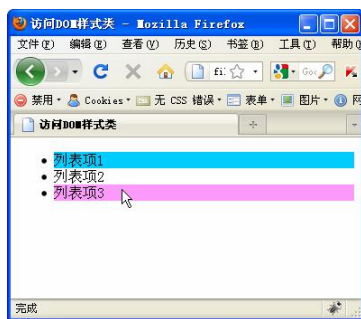 访问DOM样式类 - Mozilla Firefox
文件(F) 编辑(E) 查看(V) 历史(S) 书签(B) 工具(T) 帮助(
fi:
禁用 Cookies 无 CSS 错误 表单 图片
访问DOM样式类
列表项1
列表项2
列表项3
完成